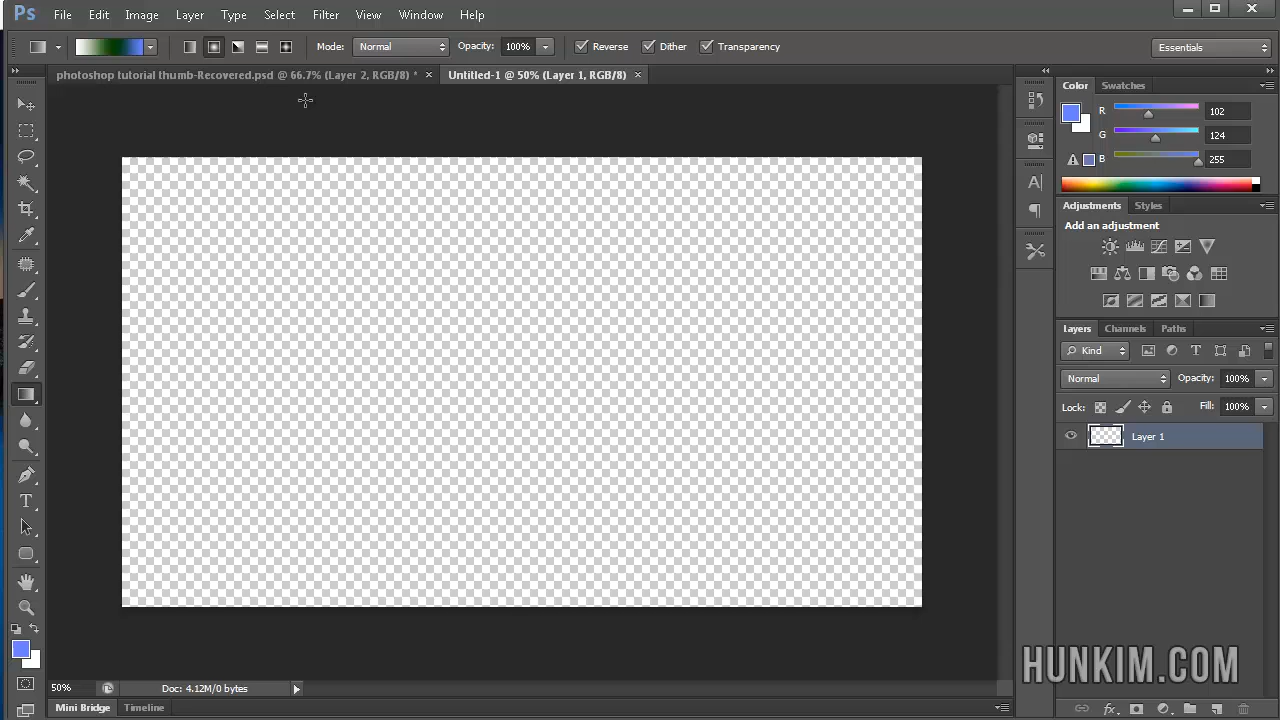 Ps File Edit Image Layer Type Select Filter View Window Help
Mode: Normal Opacity: 100% Reverse Dither Transparency Essentials
photoshop tutorial thumb-Recovered.psd @ 66.7% (Layer 2, RGB/8) * × Untitled-1 @ 50% (Layer 1, RGB/8) ×
Color Swatches
R 102
G 124
B 255
Adjustments Styles
Add an adjustment
Layers Channels Paths
Kind
Normal Opacity: 100%
Lock: Fill: 100%
Layer 1
HUNKIM.COM
50% Doc: 4.12M/0 bytes
Mini Bridge Timeline